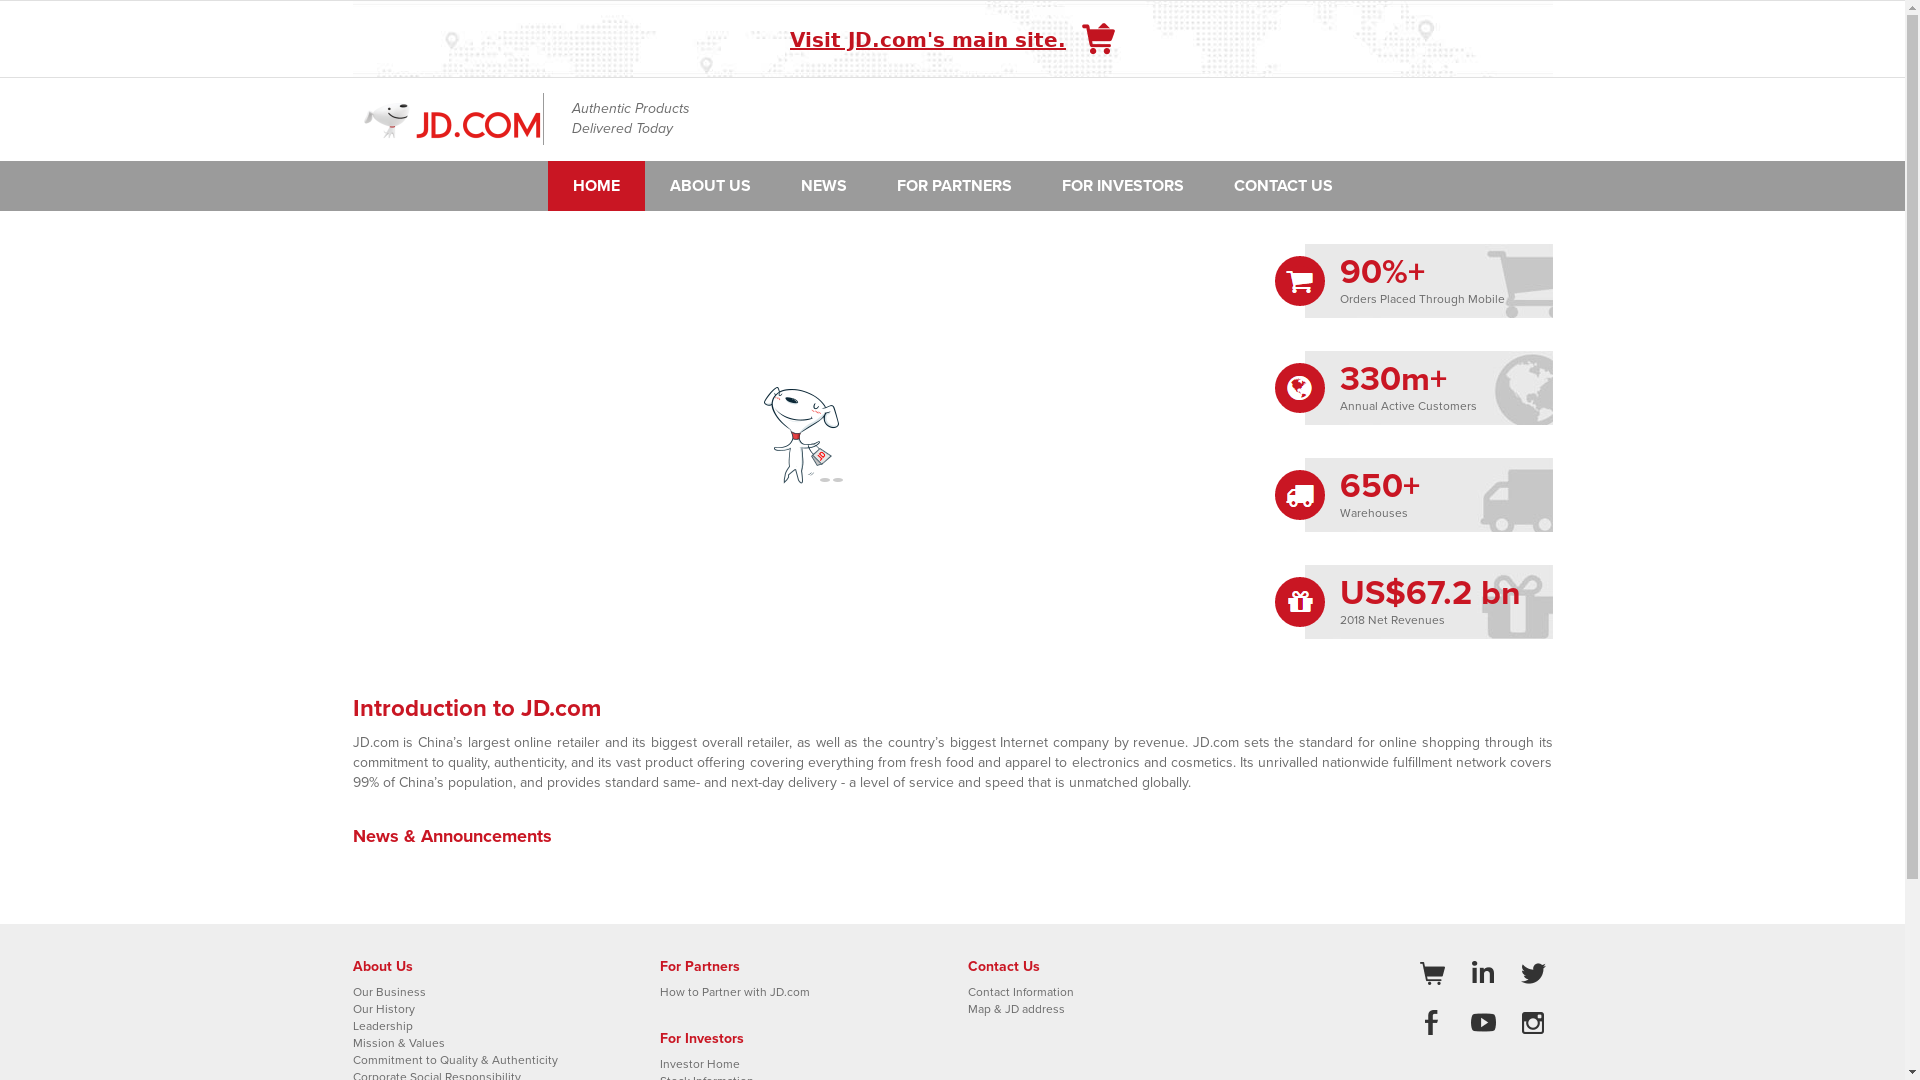 Visit JD.com's main site.
JD.COM
Authentic Products
Delivered Today
HOME
ABOUT US
NEWS
FOR PARTNERS
FOR INVESTORS
CONTACT US
90%+
Orders Placed Through Mobile
330m+
Annual Active Customers
JD
650+
Warehouses
US$67.2 bn
2018 Net Revenues
Introduction to JD.com
JD.com is China’s largest online retailer and its biggest overall retailer, as well as the country’s biggest Internet company by revenue. JD.com sets the standard for online shopping through its
commitment to quality, authenticity, and its vast product offering covering everything from fresh food and apparel to electronics and cosmetics. Its unrivalled nationwide fulfillment network covers
99% of China’s population, and provides standard same- and next-day delivery - a level of service and speed that is unmatched globally.
News & Announcements
About Us
Our Business
Our History
Leadership
Mission & Values
Commitment to Quality & Authenticity
Corporate Social Responsibility
For Partners
How to Partner with JD.com
For Investors
Investor Home
Stock Information
Contact Us
Contact Information
Map & JD address